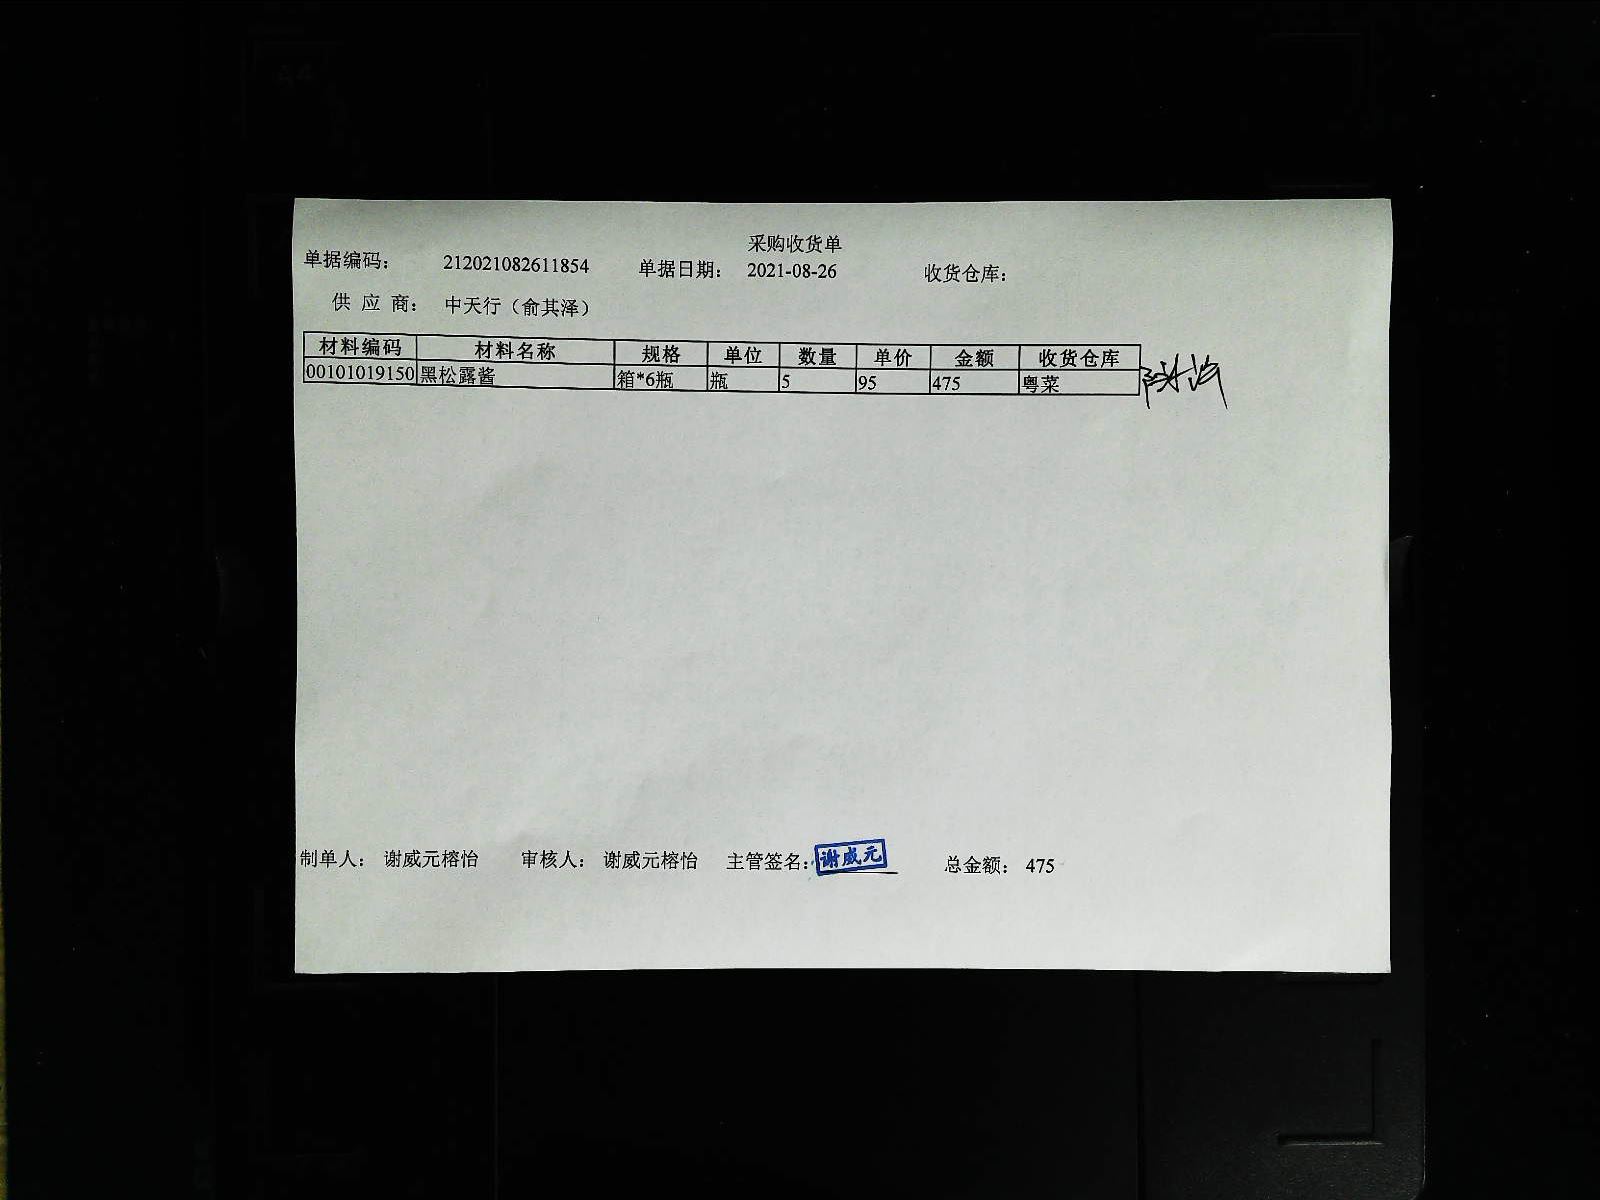 采购收货单
单据编码： 212021082611854 单据日期： 2021-08-26 收货仓库：
供 应 商： 中天行（俞其泽）
材料编码 材料名称 规格 单位 数量 单价 金额 收货仓库
00101019150 黑松露酱 箱*6瓶 瓶 5 95 475 粤菜
制单人： 谢威元榕怡 审核人： 谢威元榕怡 主管签名： 谢威元 总金额： 475